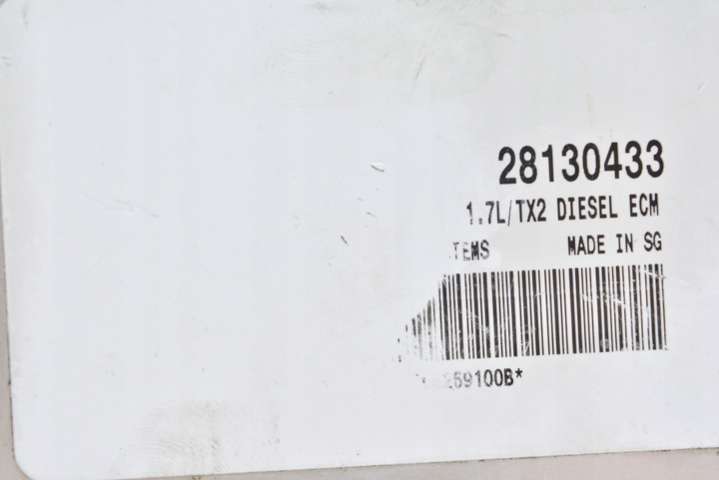 28130433
1.7L/TX2 DIESEL ECM
MADE IN SG